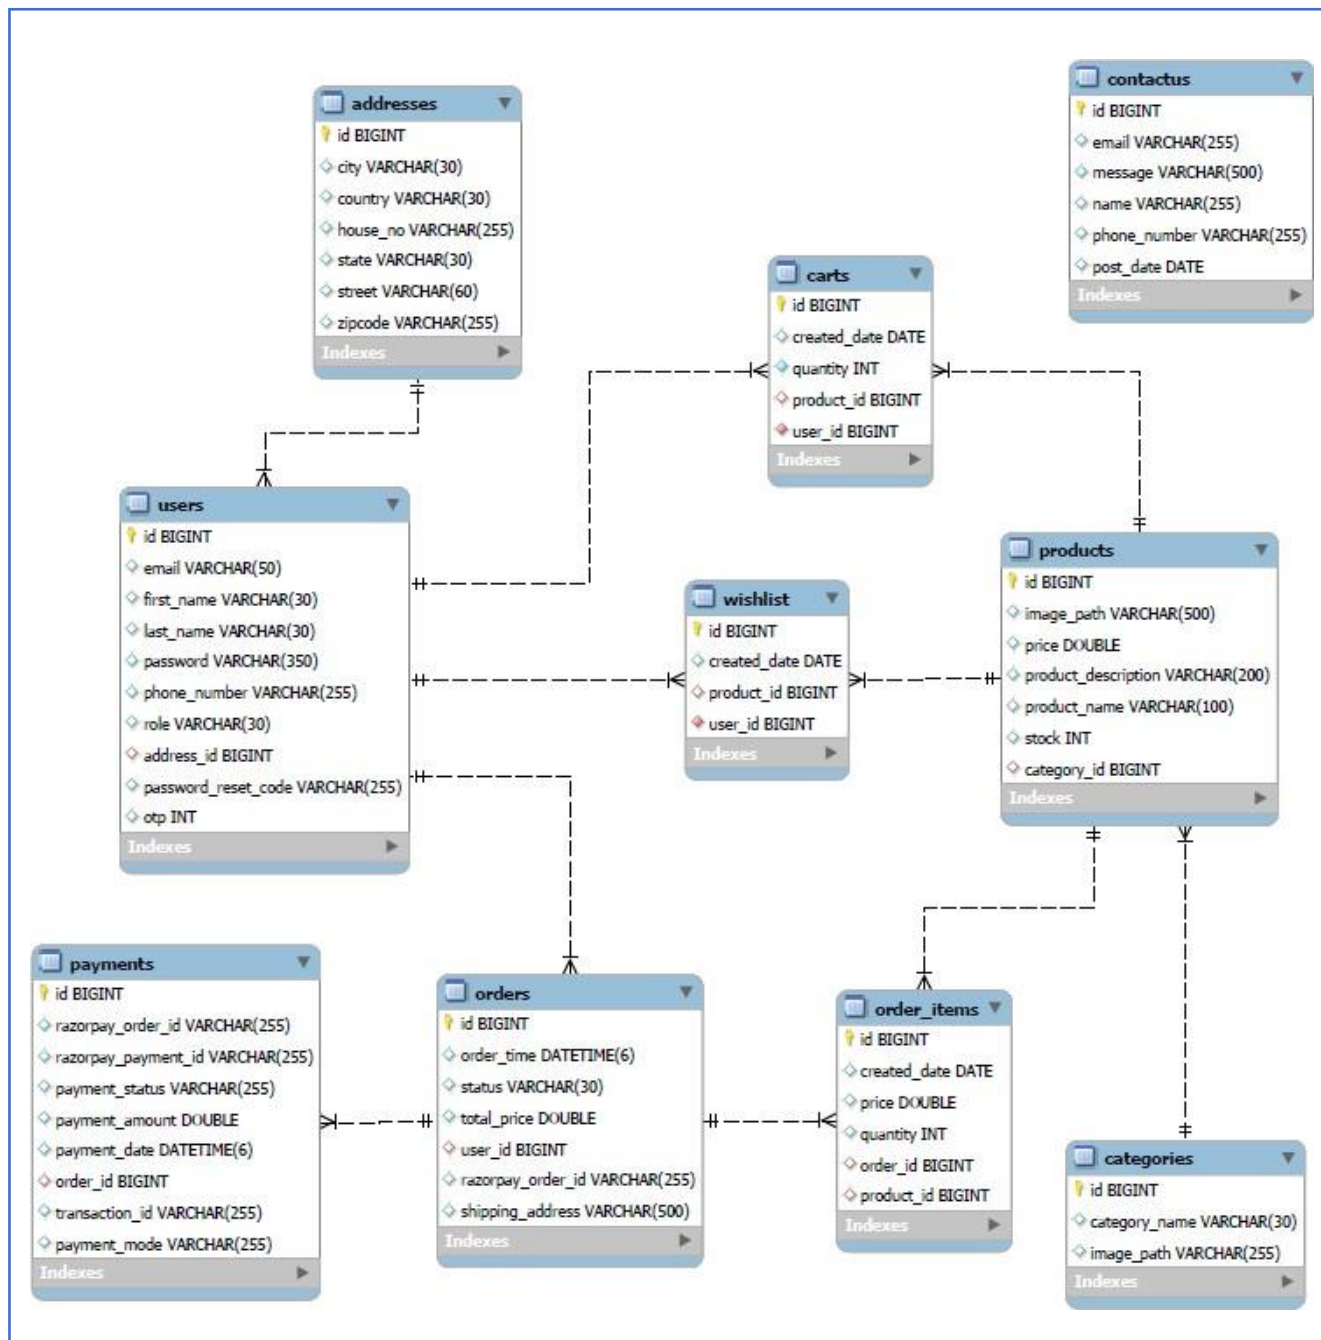 addresses
id BIGINT
city VARCHAR(30)
country VARCHAR(30)
house_no VARCHAR(255)
state VARCHAR(30)
street VARCHAR(60)
zipcode VARCHAR(255)
Indexes
contactus
id BIGINT
email VARCHAR(255)
message VARCHAR(500)
name VARCHAR(255)
phone_number VARCHAR(255)
post_date DATE
Indexes
carts
id BIGINT
created_date DATE
quantity INT
product_id BIGINT
user_id BIGINT
Indexes
users
id BIGINT
email VARCHAR(50)
first_name VARCHAR(30)
last_name VARCHAR(30)
password VARCHAR(350)
phone_number VARCHAR(255)
role VARCHAR(30)
address_id BIGINT
password_reset_code VARCHAR(255)
otp INT
Indexes
wishlist
id BIGINT
created_date DATE
product_id BIGINT
user_id BIGINT
Indexes
products
id BIGINT
image_path VARCHAR(500)
price DOUBLE
product_description VARCHAR(200)
product_name VARCHAR(100)
stock INT
category_id BIGINT
Indexes
payments
id BIGINT
razorpay_order_id VARCHAR(255)
razorpay_payment_id VARCHAR(255)
payment_status VARCHAR(255)
payment_amount DOUBLE
payment_date DATETIME(6)
order_id BIGINT
transaction_id VARCHAR(255)
payment_mode VARCHAR(255)
Indexes
orders
id BIGINT
order_time DATETIME(6)
status VARCHAR(30)
total_price DOUBLE
user_id BIGINT
razorpay_order_id VARCHAR(255)
shipping_address VARCHAR(500)
Indexes
order_items
id BIGINT
created_date DATE
price DOUBLE
quantity INT
order_id BIGINT
product_id BIGINT
Indexes
categories
id BIGINT
category_name VARCHAR(30)
image_path VARCHAR(255)
Indexes